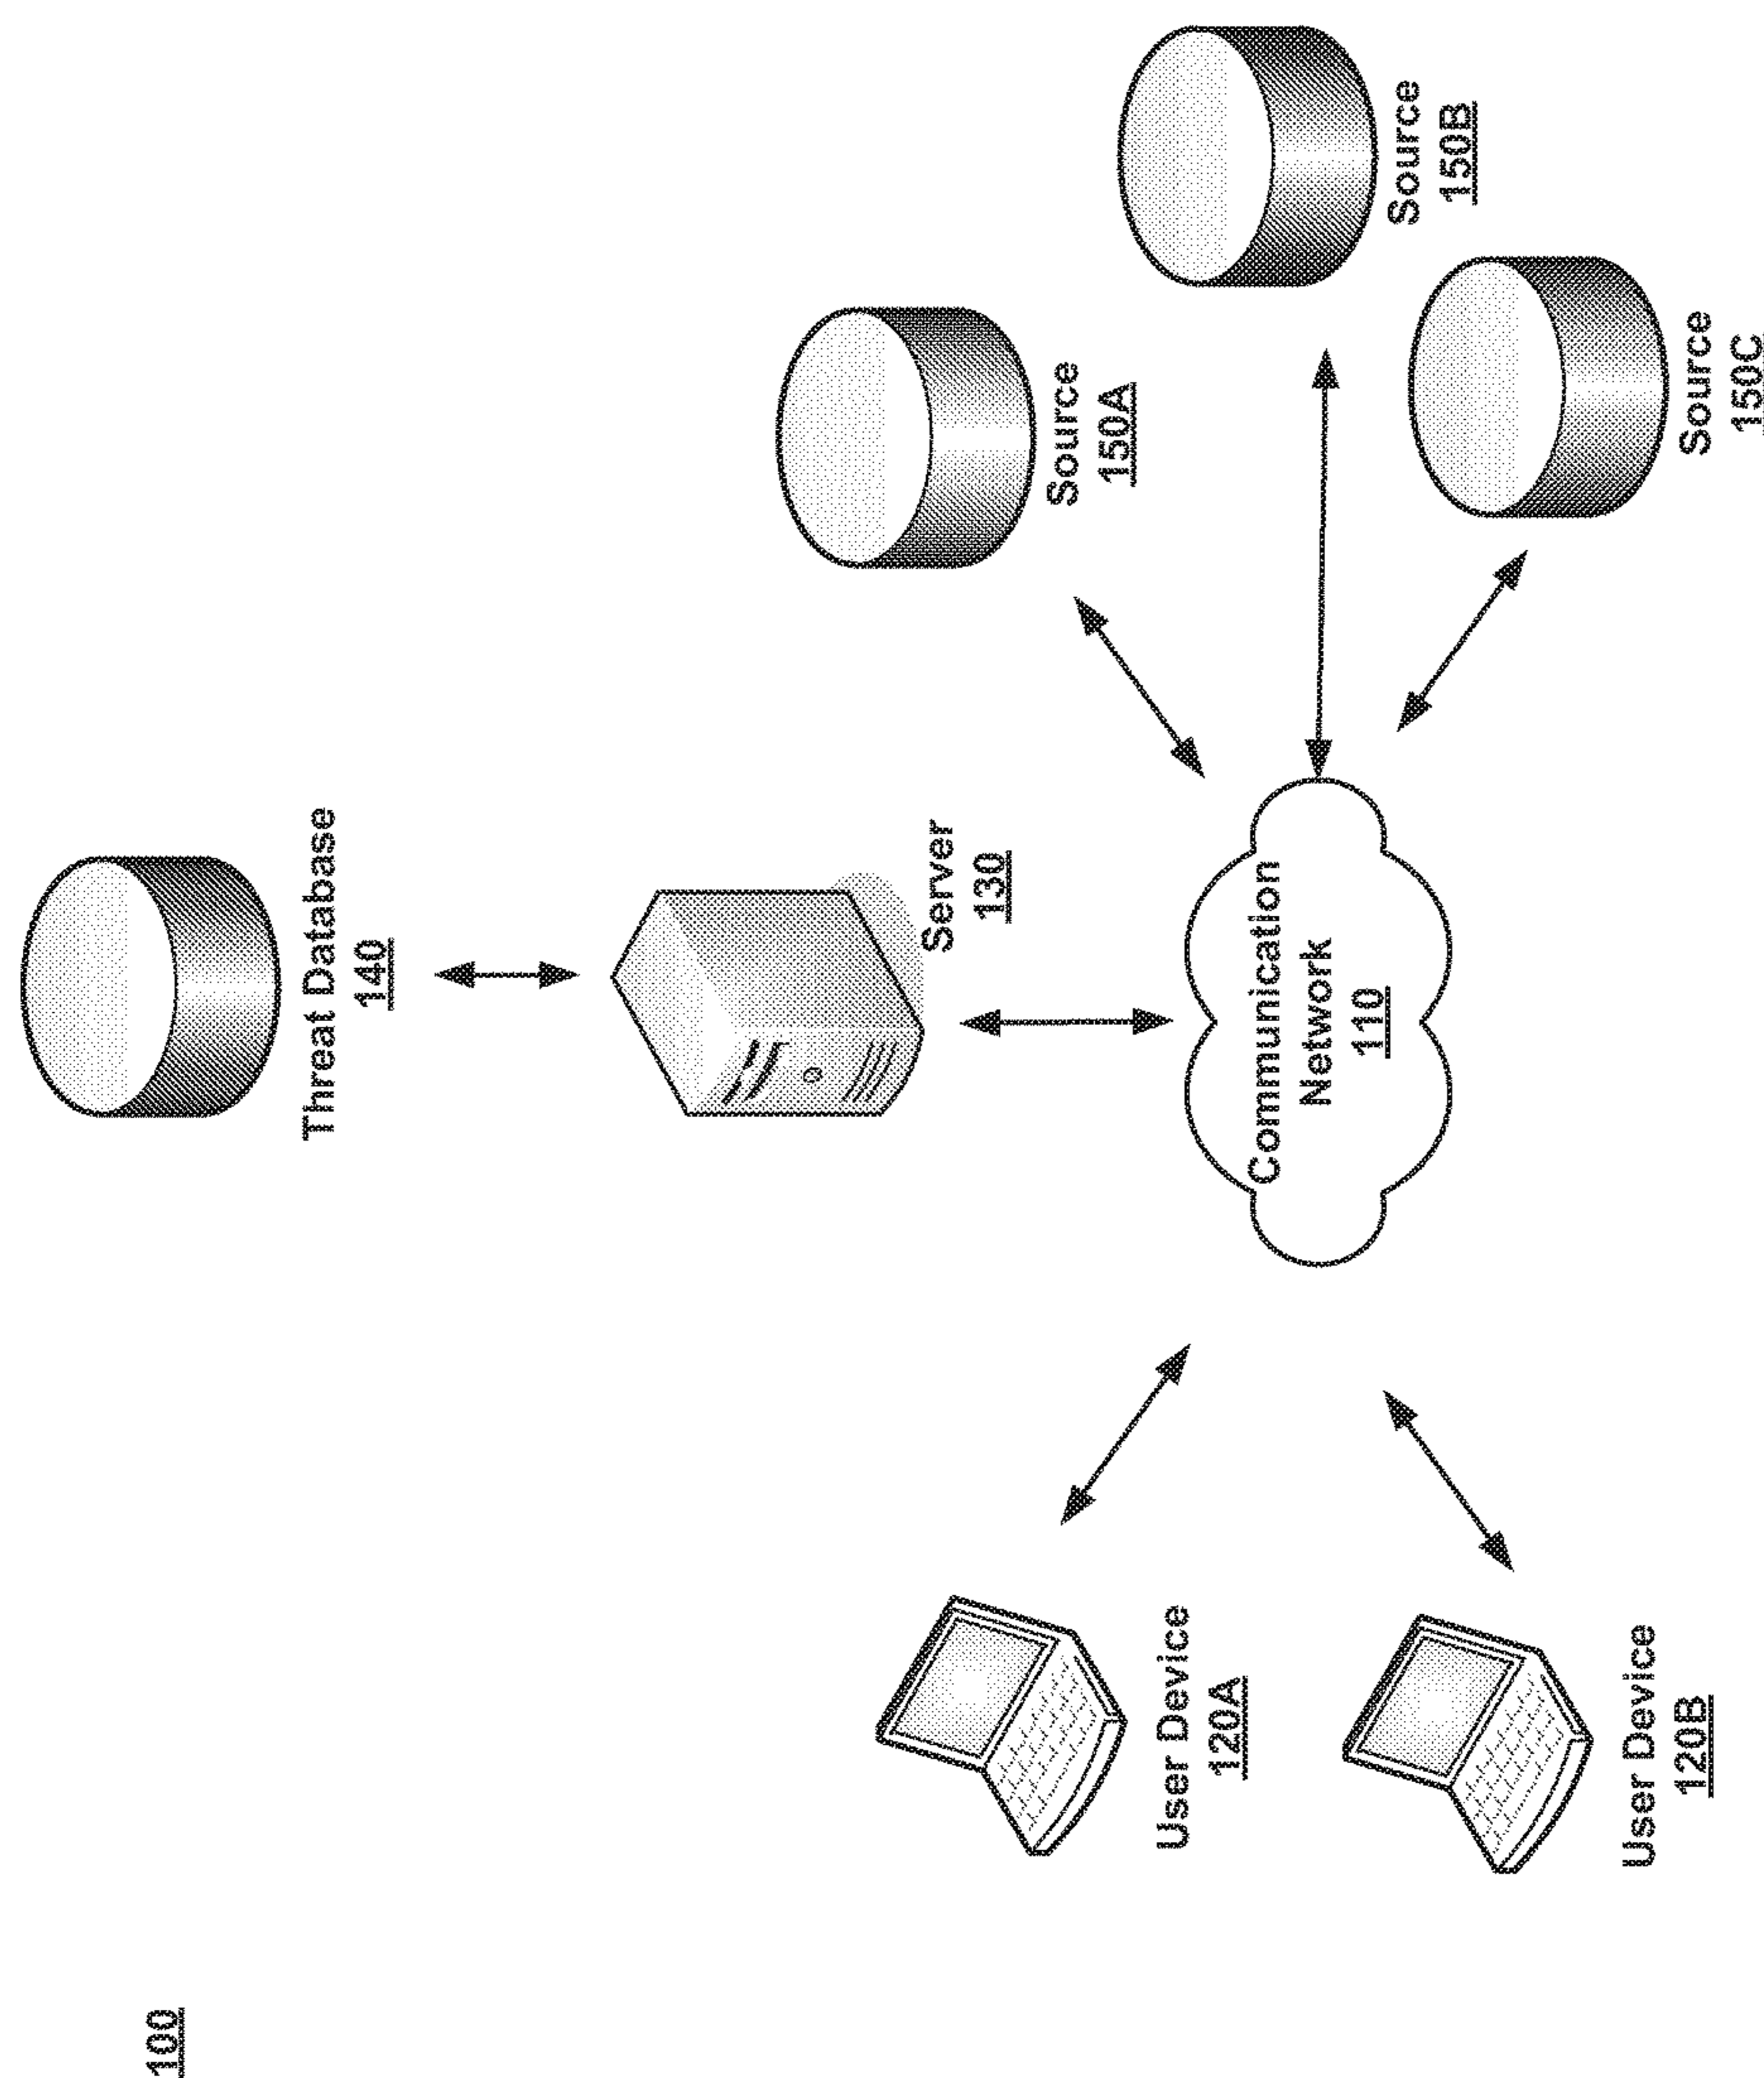 100
Threat Database
140
Server
130
Communication
Network
110
User Device
120A
User Device
120B
Source
150A
Source
150B
Source
150C